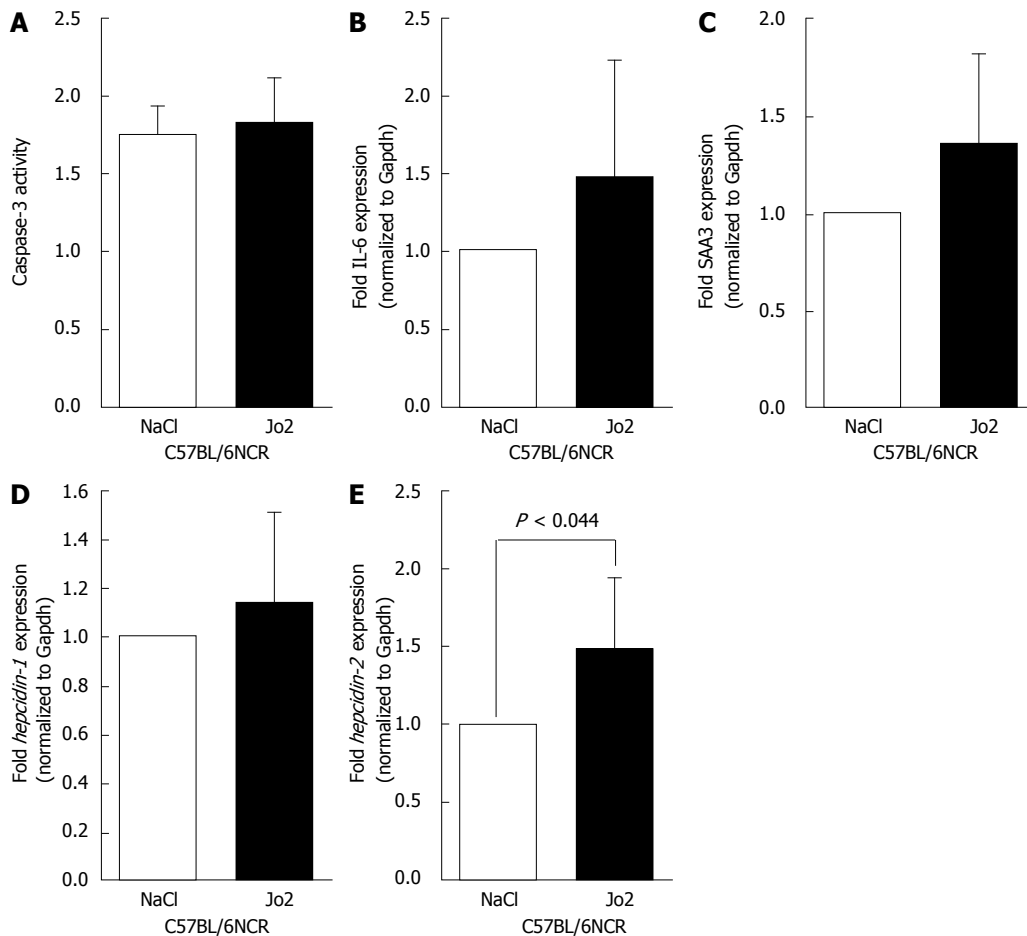 A
2.5
2.0
1.5
1.0
0.5
0.0
Caspase-3 activity
NaCl
Jo2
C57BL/6NCR
B
2.5
2.0
1.5
1.0
0.5
0.0
Fold IL-6 expression
(normalized to Gapdh)
NaCl
Jo2
C57BL/6NCR
C
2.0
1.5
1.0
0.5
0.0
Fold SAA3 expression
(normalized to Gapdh)
NaCl
Jo2
C57BL/6NCR
D
1.6
1.4
1.2
1.0
0.8
0.6
0.4
0.2
0.0
Fold hepcidin-1 expression
(normalized to Gapdh)
NaCl
Jo2
C57BL/6NCR
E
2.5
2.0
1.5
1.0
0.5
0.0
Fold hepcidin-2 expression
(normalized to Gapdh)
P < 0.044
NaCl
Jo2
C57BL/6NCR